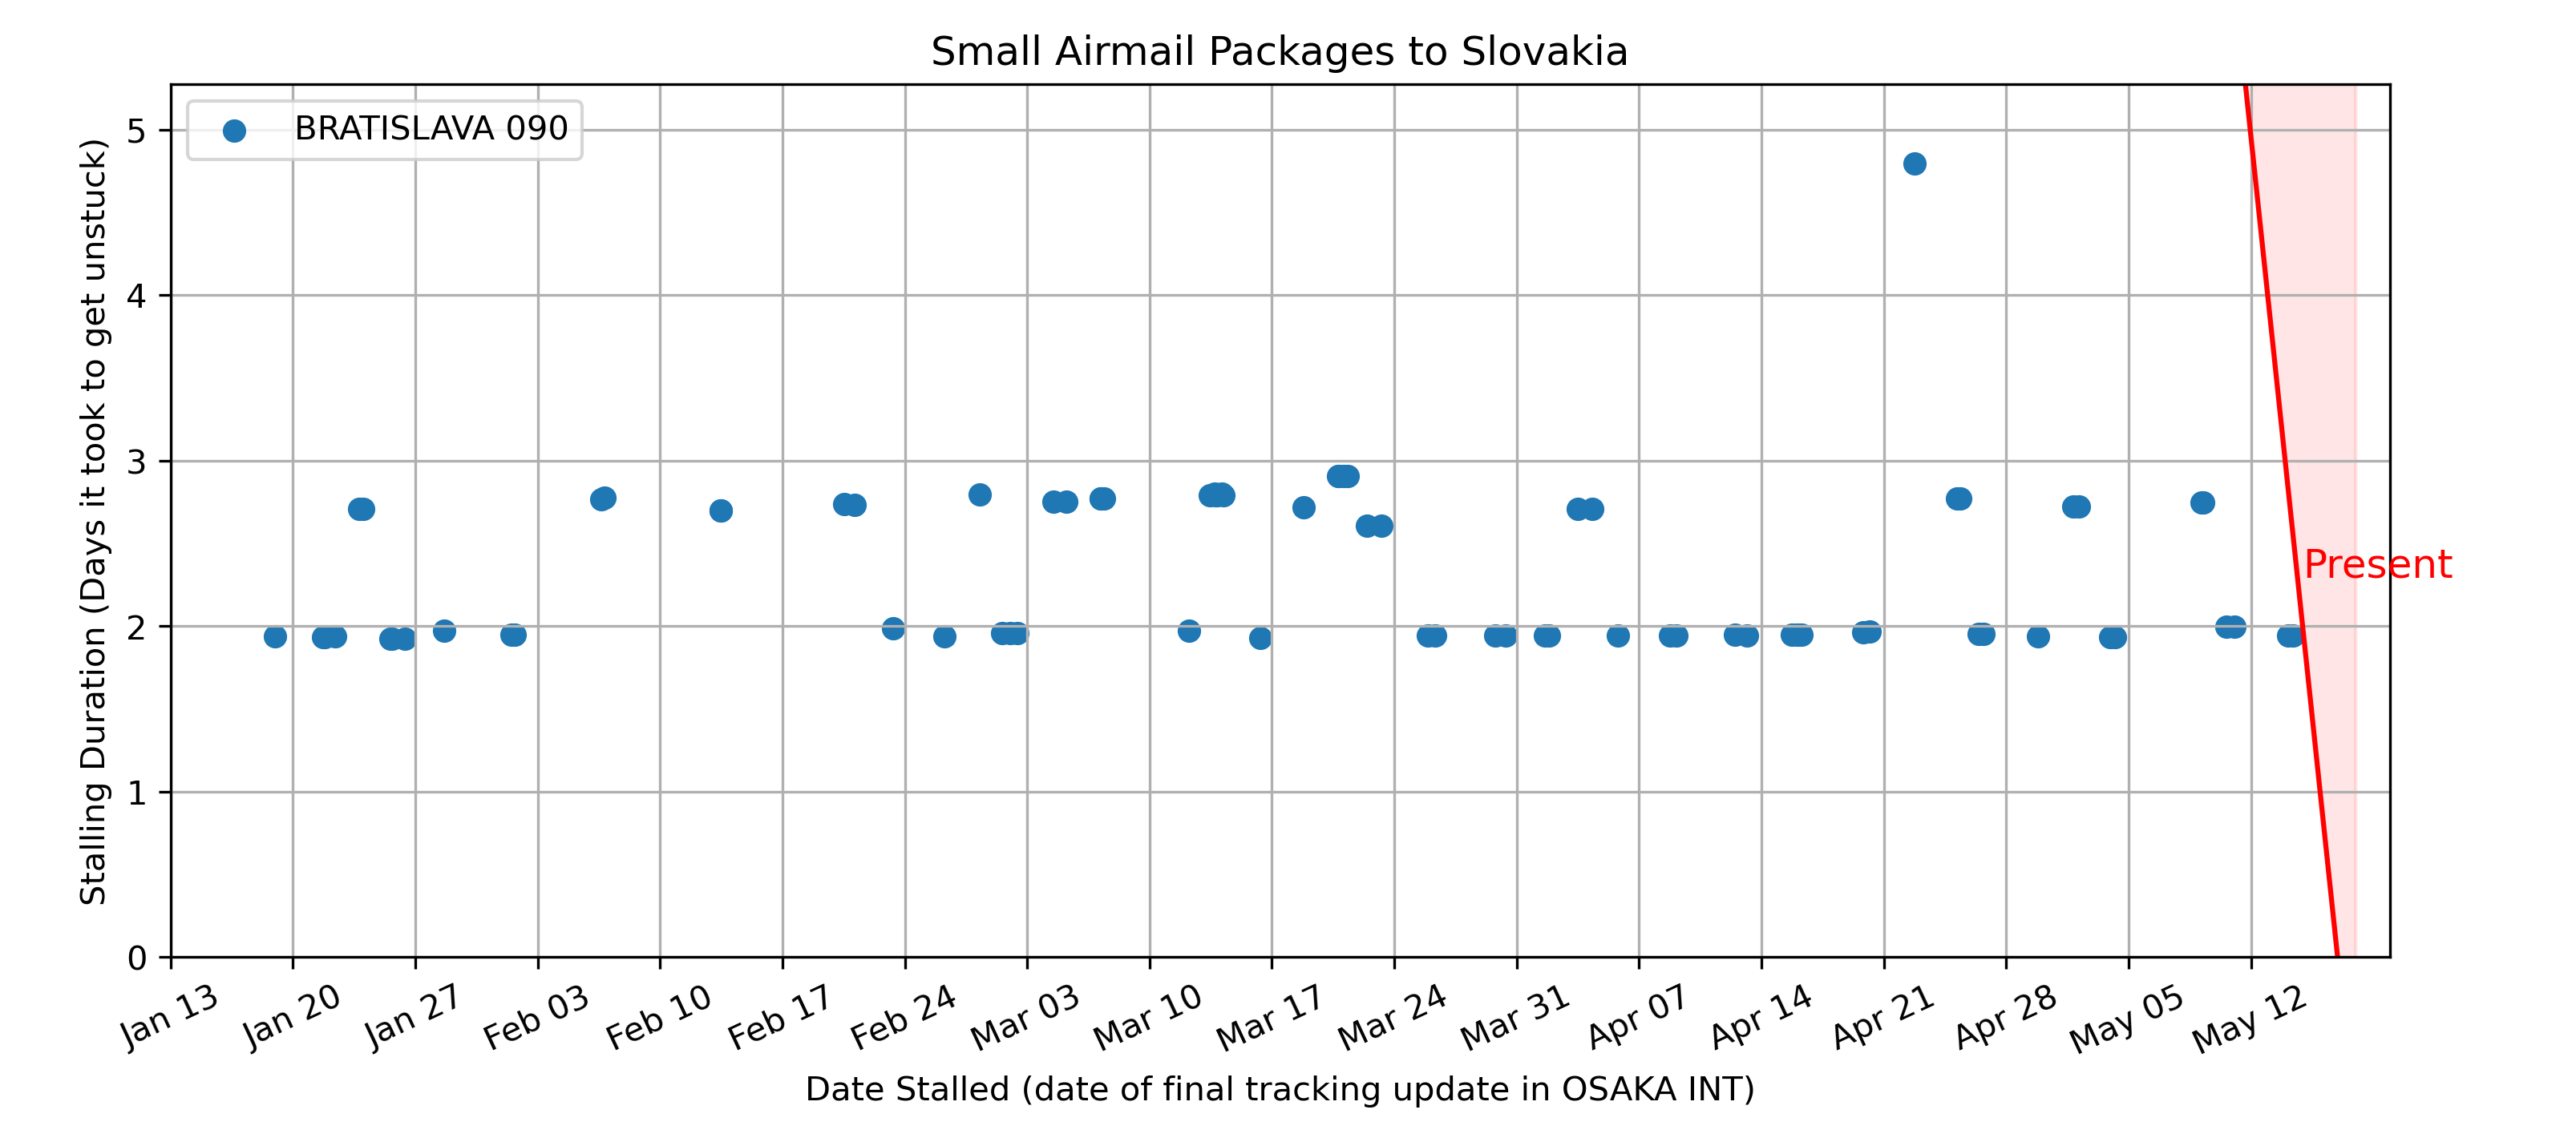 Small Airmail Packages to Slovakia
BRATISLAVA 090
Stalling Duration (Days it took to get unstuck)
5
4
3
2
1
0
Present
Jan 13
Jan 20
Jan 27
Feb 03
Feb 10
Feb 17
Feb 24
Mar 03
Mar 10
Mar 17
Mar 24
Mar 31
Apr 07
Apr 14
Apr 21
Apr 28
May 05
May 12
Date Stalled (date of final tracking update in OSAKA INT)